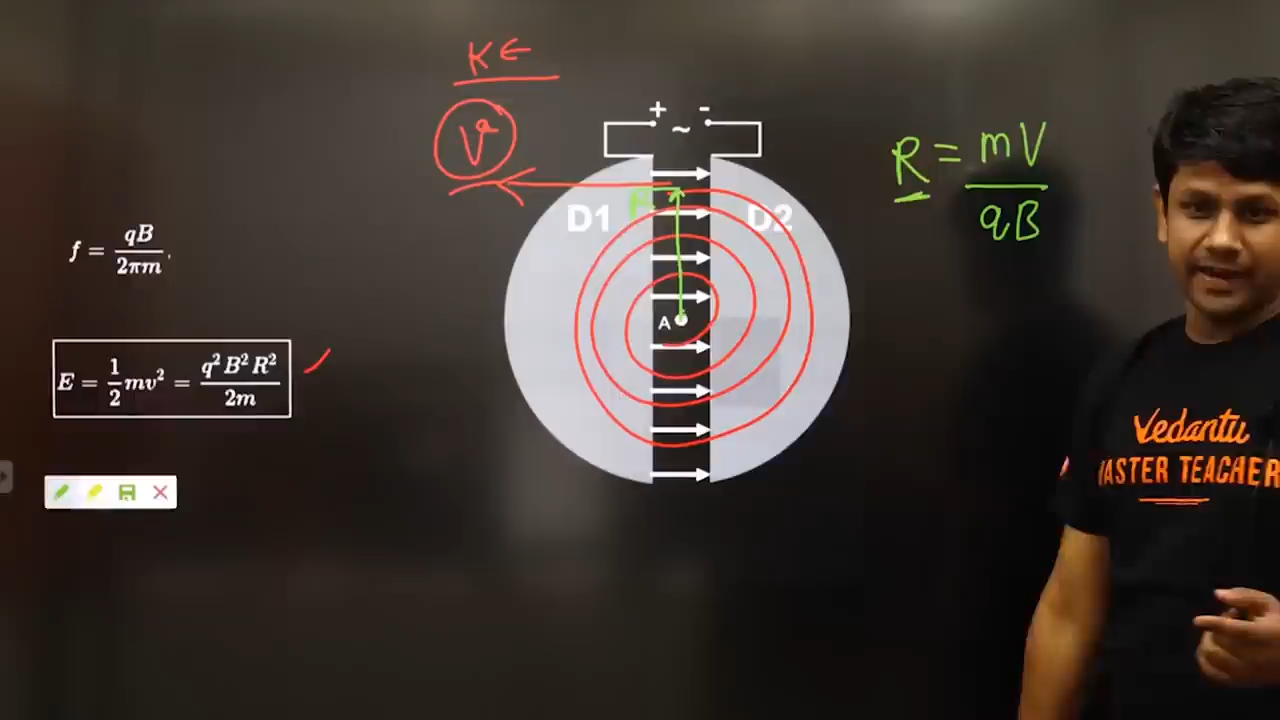 KE
V
+ -
~
R = mV / qB
D1 R D2
f = qB / 2πm,
A
E = 1/2 mv² = q²B²R² / 2m
Vedantu
MASTER TEACHER